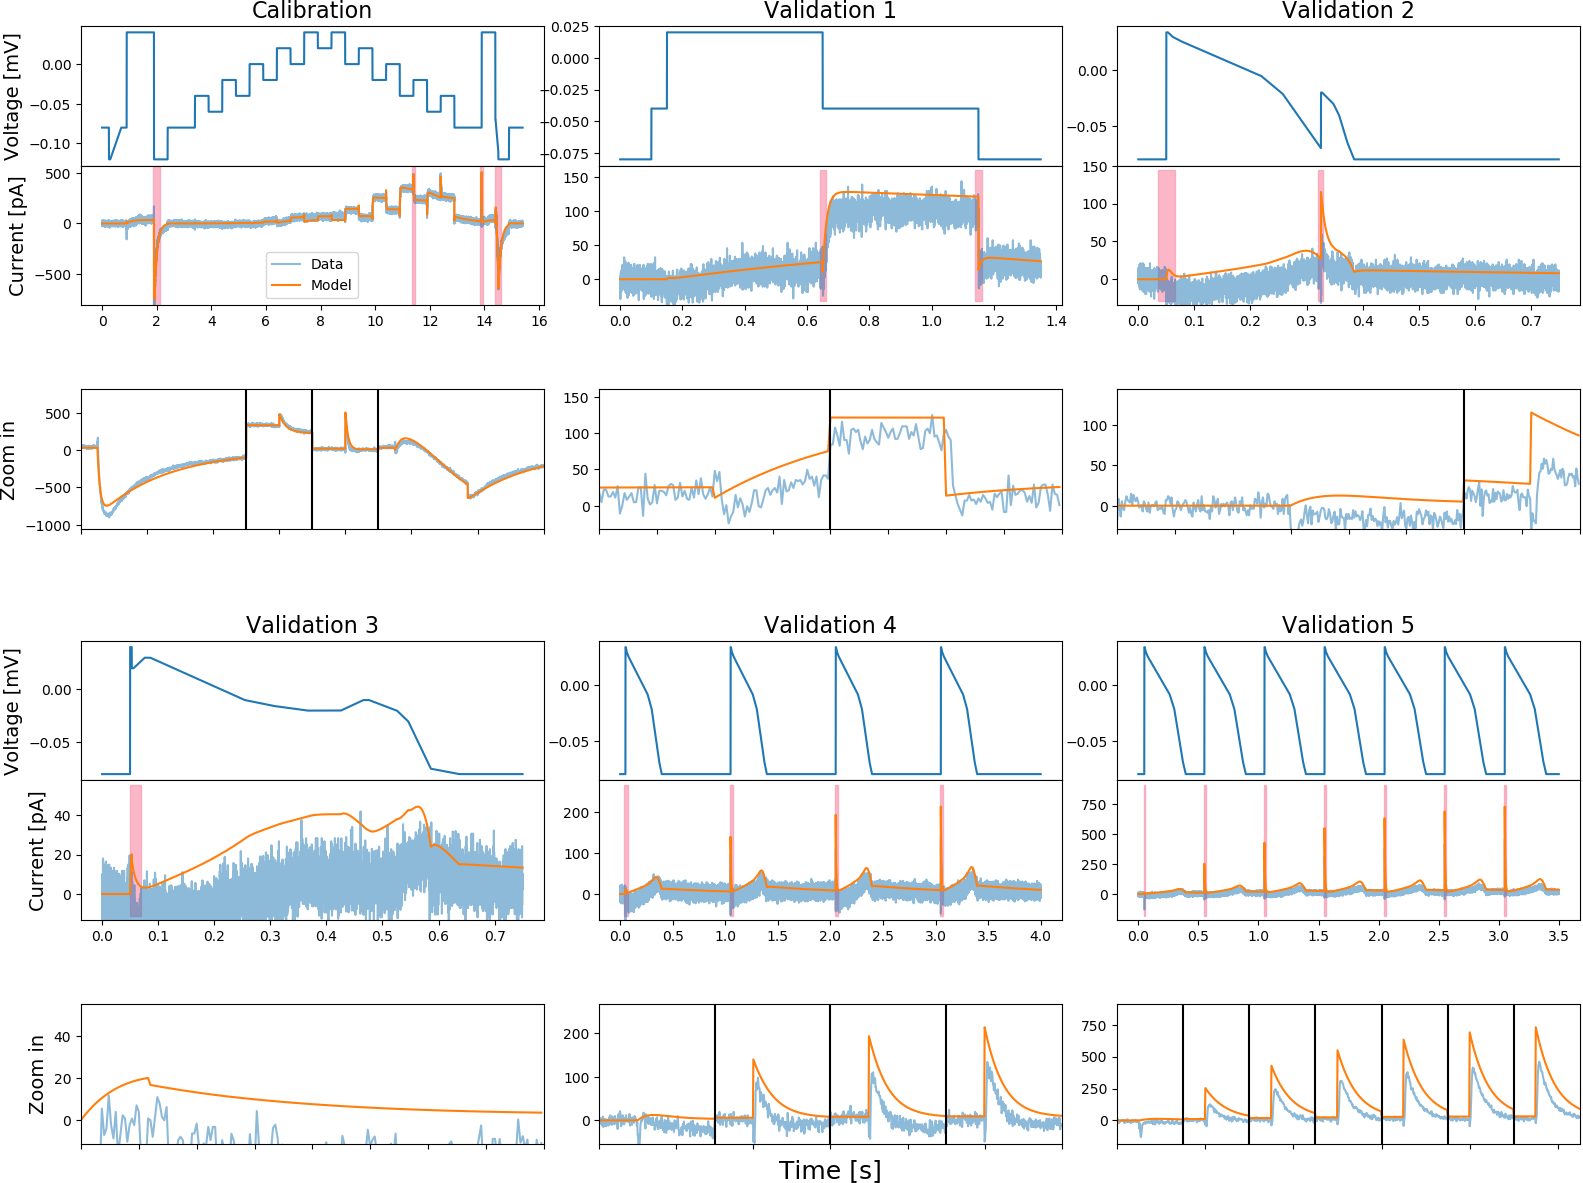 Calibration
Validation 1
Validation 2
Voltage [mV]
0.00
−0.05
−0.10
0.025
0.000
−0.025
−0.050
−0.075
0.00
−0.05
Current [pA]
500
0
−500
Data
Model
0 2 4 6 8 10 12 14 16
150
100
50
0
0.0 0.2 0.4 0.6 0.8 1.0 1.2 1.4
150
100
50
0
0.0 0.1 0.2 0.3 0.4 0.5 0.6 0.7
Zoom in
500
0
−500
−1000
150
100
50
0
100
50
0
Validation 3
Validation 4
Validation 5
Voltage [mV]
0.00
−0.05
0.00
−0.05
0.00
−0.05
Current [pA]
40
20
0
0.0 0.1 0.2 0.3 0.4 0.5 0.6 0.7
200
100
0
0.0 0.5 1.0 1.5 2.0 2.5 3.0 3.5 4.0
750
500
250
0
0.0 0.5 1.0 1.5 2.0 2.5 3.0 3.5
Zoom in
40
20
0
200
100
0
750
500
250
0
Time [s]